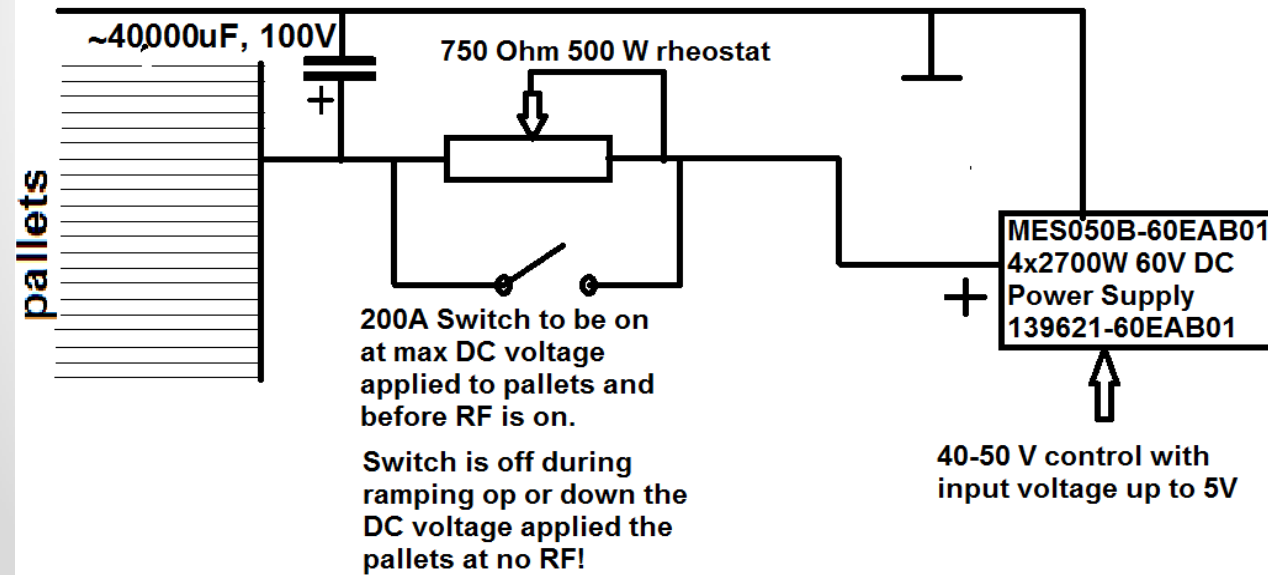 ~40000uF, 100V
+
750 Ohm 500 W rheostat
pallets
MES050B-60EAB01
4x2700W 60V DC
Power Supply
139621-60EAB01
+
200A Switch to be on
at max DC voltage
applied to pallets and
before RF is on.
Switch is off during
ramping op or down the
DC voltage applied the
pallets at no RF!
40-50 V control with
input voltage up to 5V